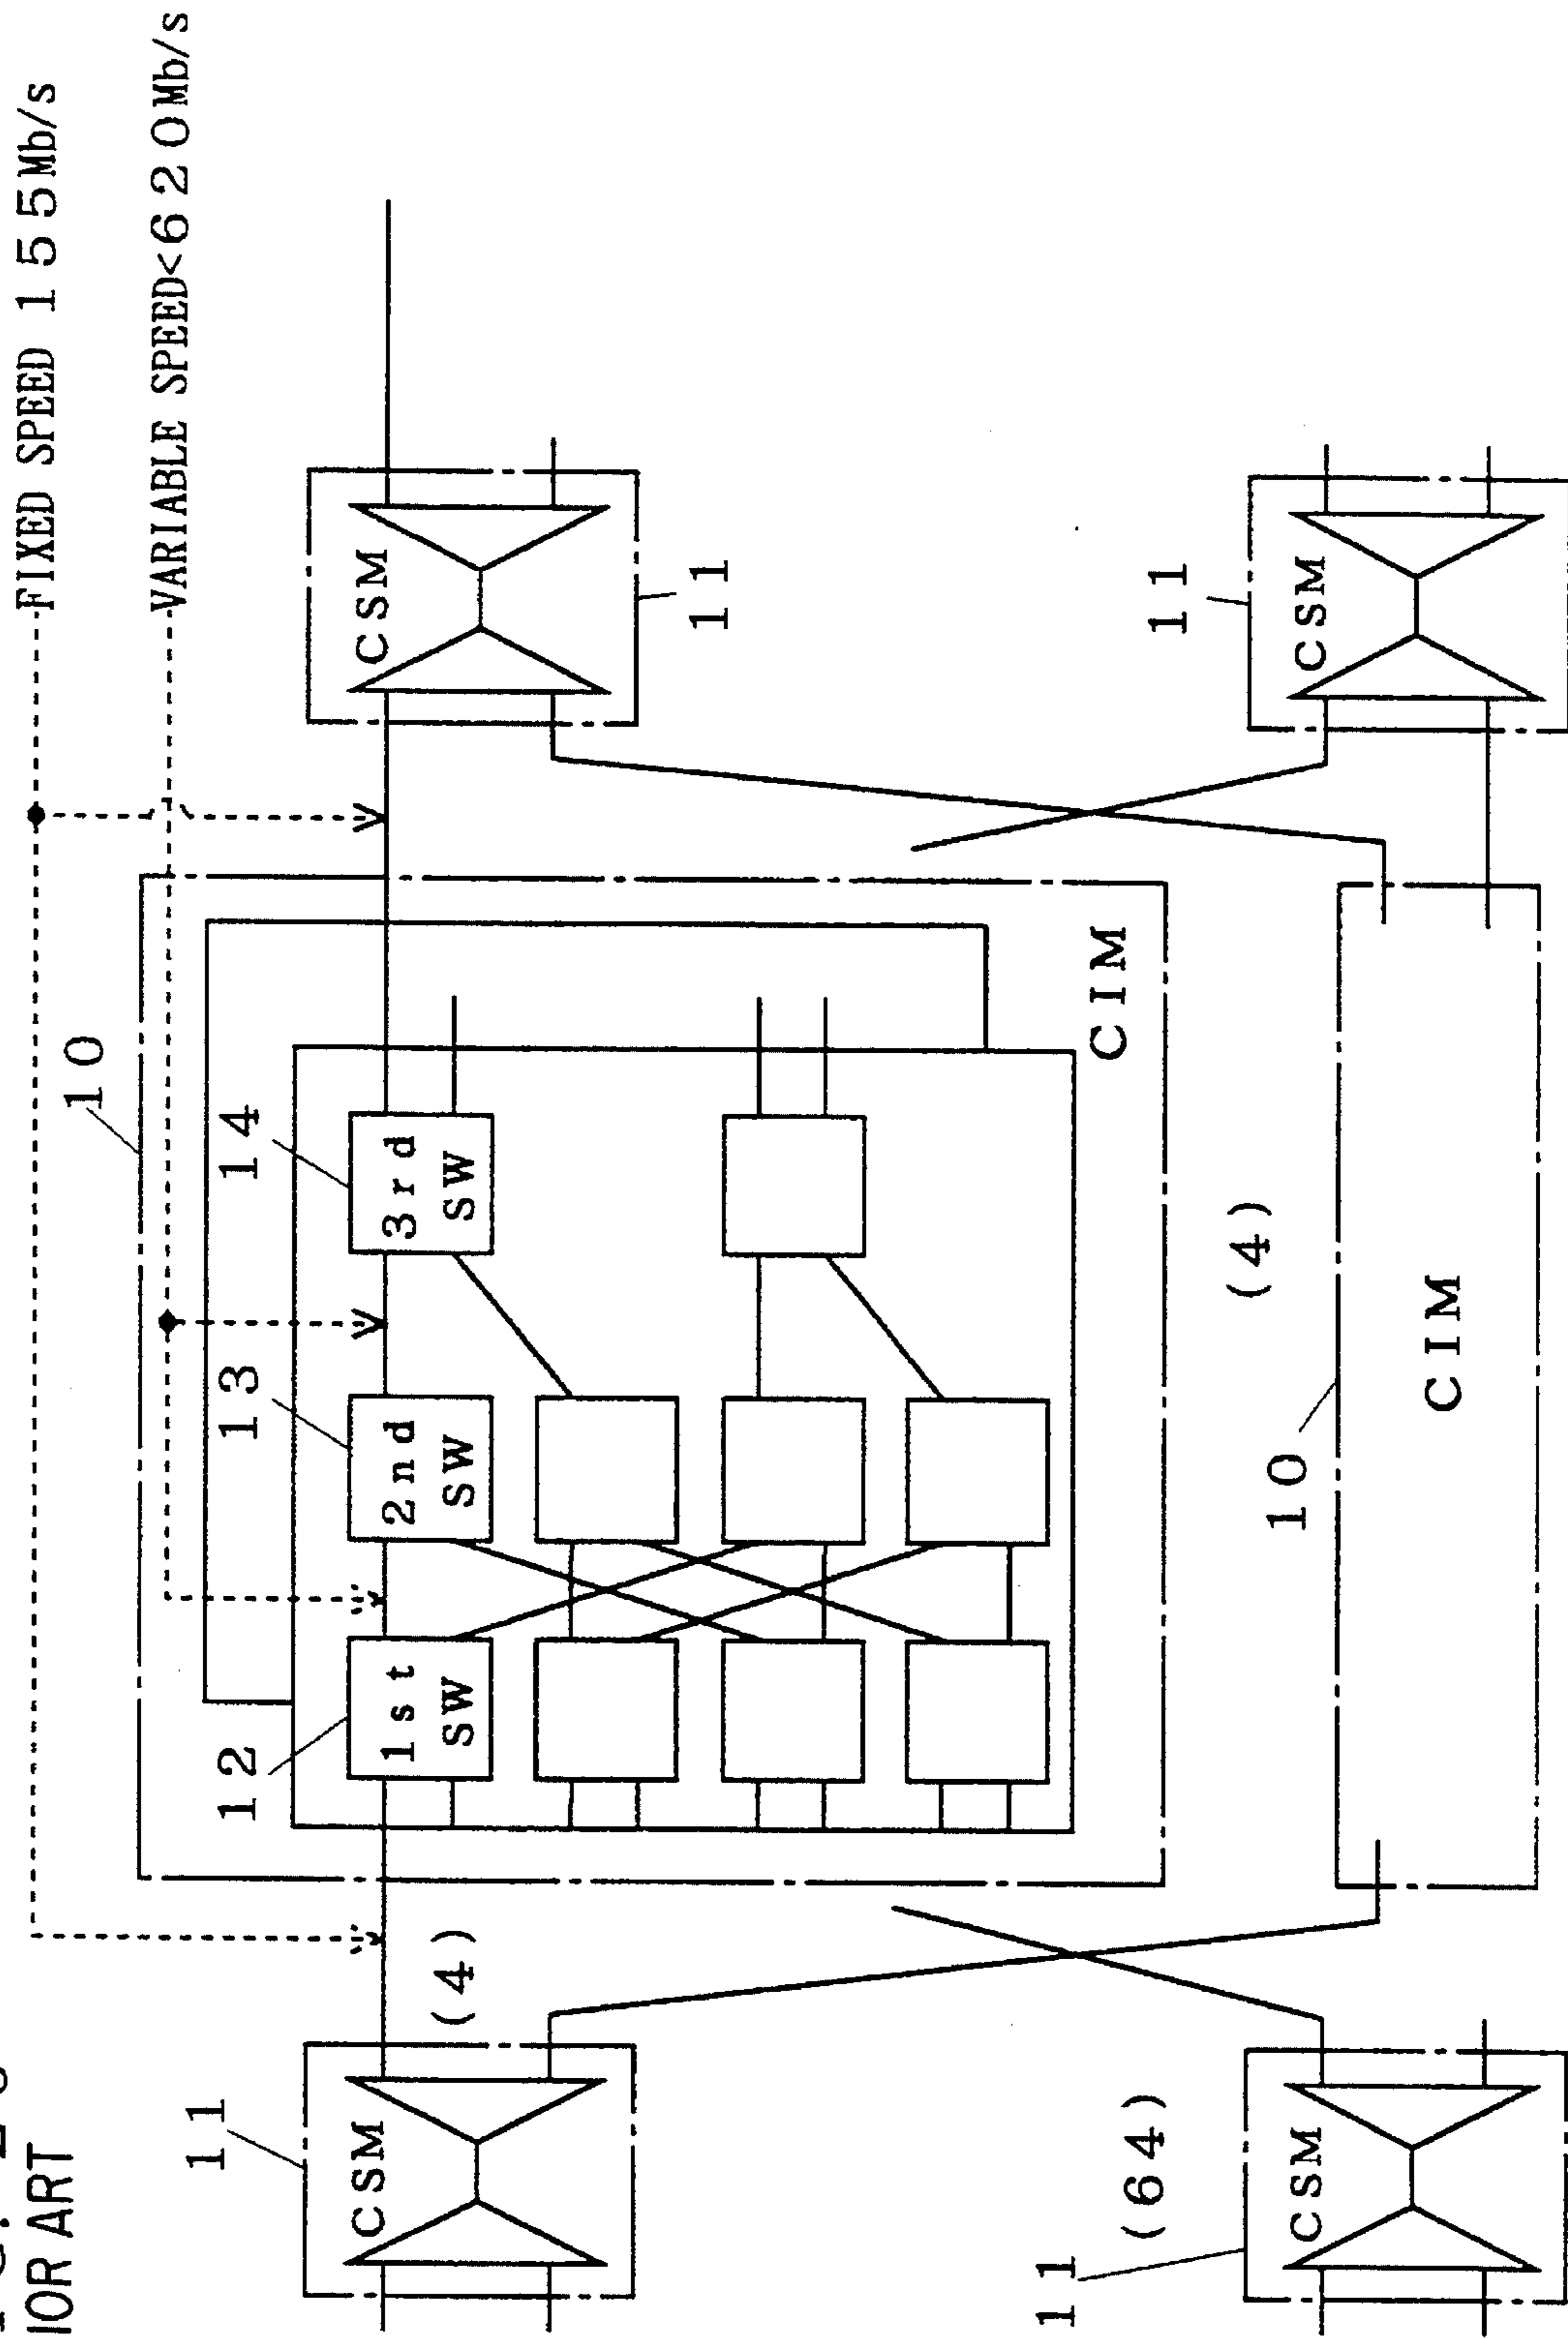 IOR ART
FIXED SPEED 155Mb/s
VARIABLE SPEED<620Mb/s
10
11
CSM
(4)
12
1st
SW
13
2nd
SW
14
3rd
SW
CIM
CSM
11
11
(64)
CSM
10
(4)
CIM
11
CSM